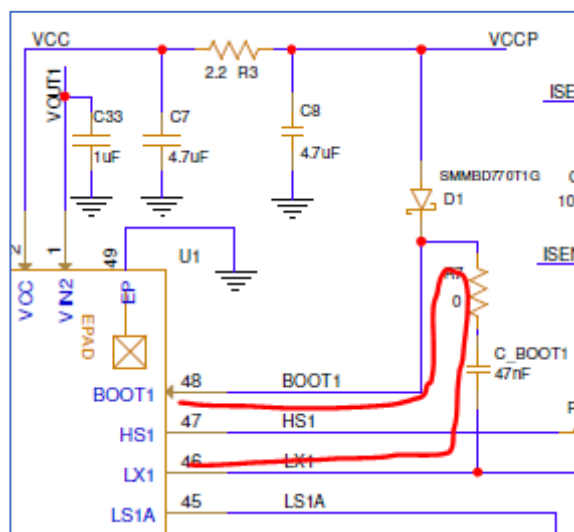 VCC
VCCP
2.2 R3
VOUT1
C33
1uF
C7
4.7uF
C8
4.7uF
ISE
SMMBD770T1G
D1
10
ISEN
2
1
49
U1
VCC
VIN2
EP
EPAD
R7
0
C_BOOT1
47nF
BOOT1
48
BOOT1
HS1
47
HS1
LX1
46
LX1
LS1A
45
LS1A